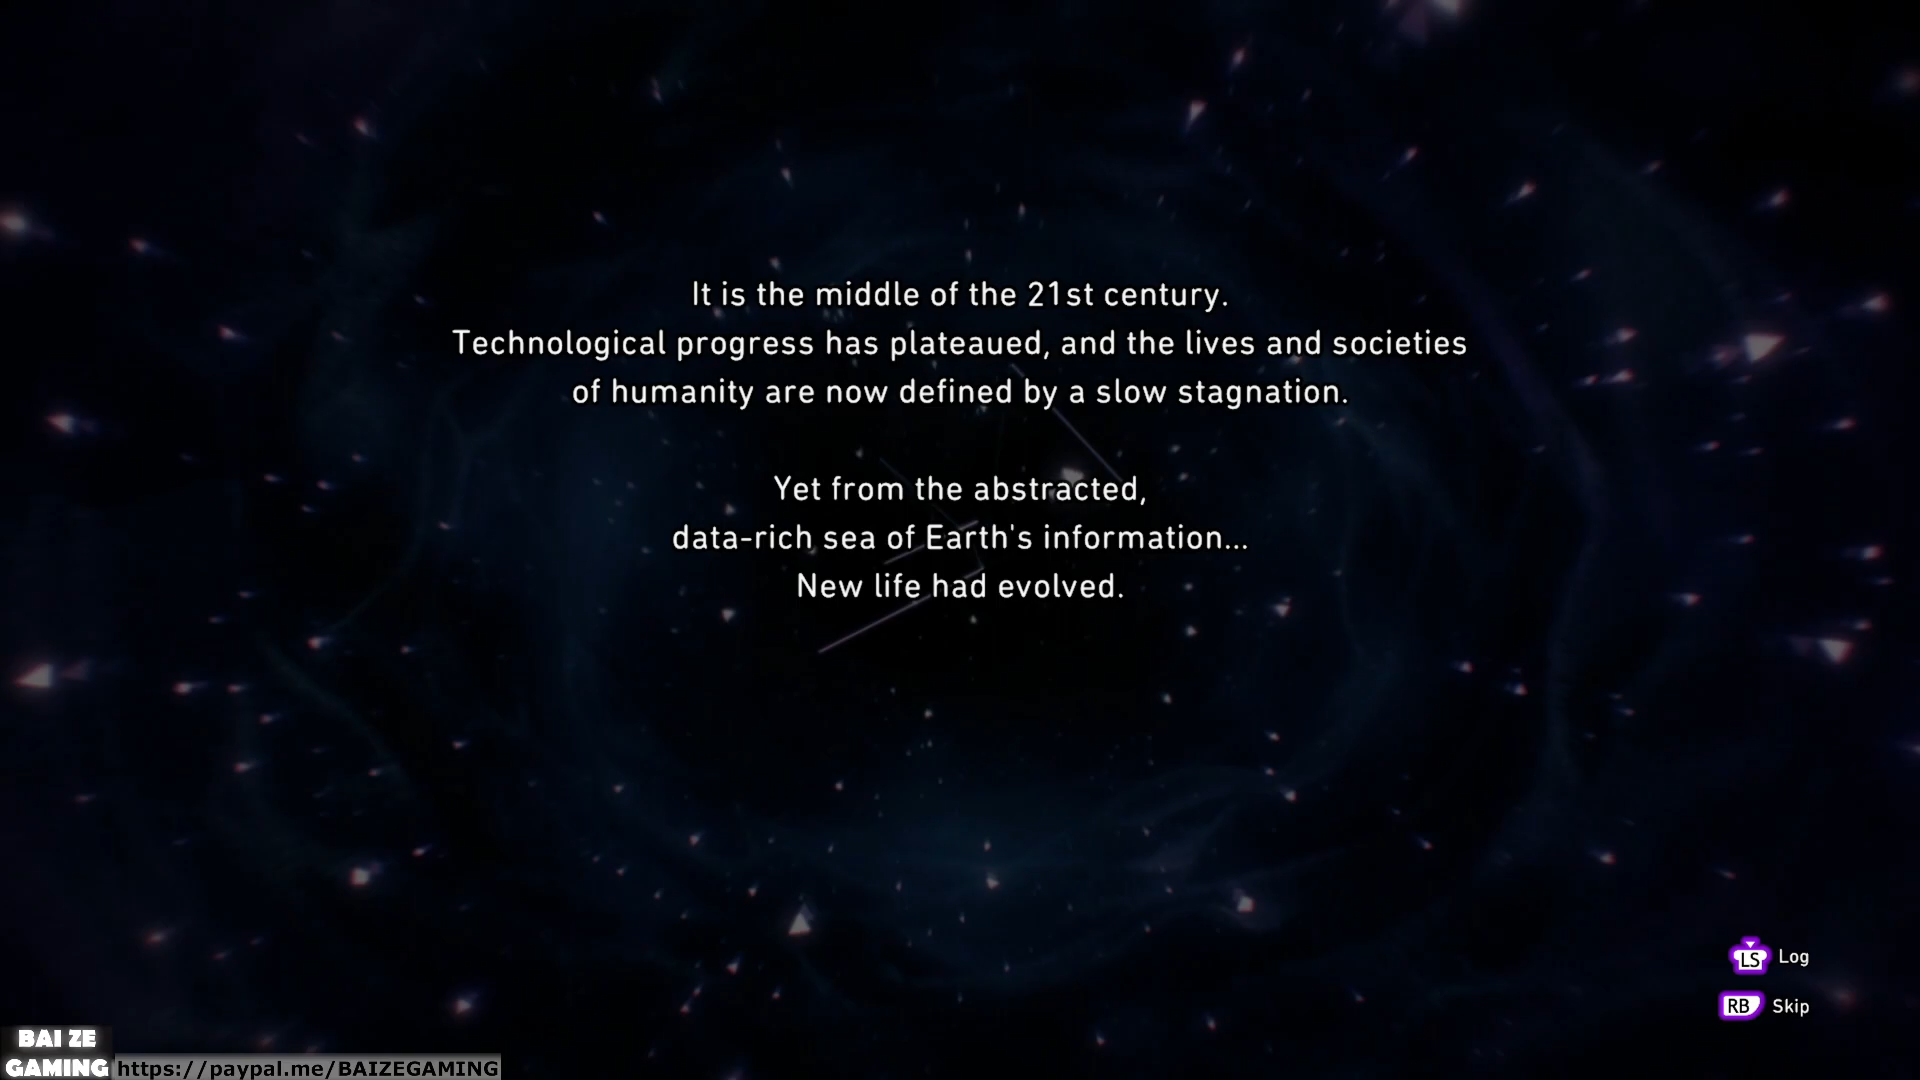 It is the middle of the 21st century.
Technological progress has plateaued, and the lives and societies
of humanity are now defined by a slow stagnation.
Yet from the abstracted,
data-rich sea of Earth's information...
New life had evolved.
LS Log
RB Skip
BAI ZE
GAMING https://paypal.me/BAIZEGAMING